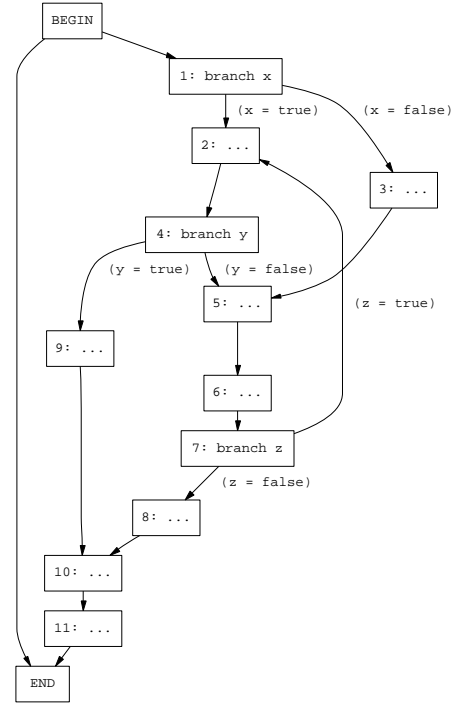 BEGIN
1: branch x
(x = true)
(x = false)
2: ...
3: ...
4: branch y
(y = true)
(y = false)
5: ...
(z = true)
9: ...
6: ...
7: branch z
(z = false)
8: ...
10: ...
11: ...
END